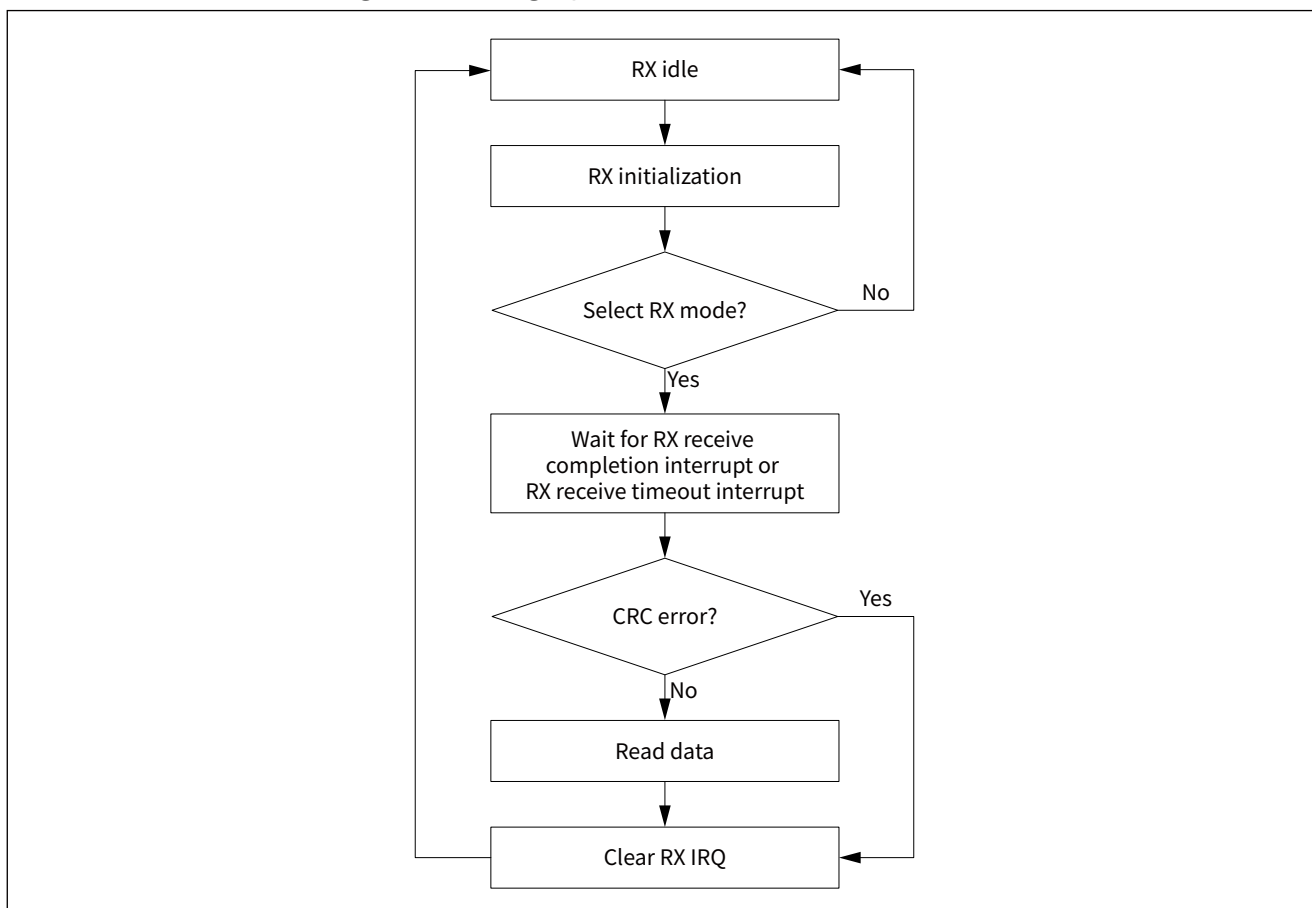 RX idle
RX initialization
Select RX mode?
No
Yes
Wait for RX receive
completion interrupt or
RX receive timeout interrupt
CRC error?
Yes
No
Read data
Clear RX IRQ